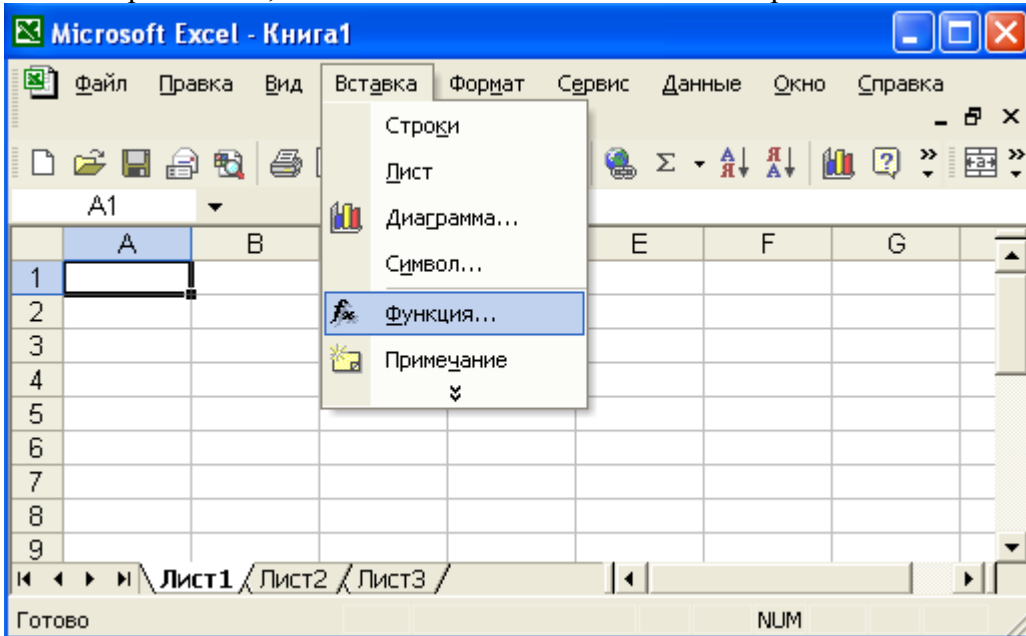 Microsoft Excel - Книга1
Файл Правка Вид Вставка Формат Сервис Данные Окно Справка
Строки
Лист
Диаграмма...
Символ...
Функция...
Примечание
A1
A B E F G
1
2
3
4
5
6
7
8
9
Лист1 Лист2 Лист3
Готово NUM